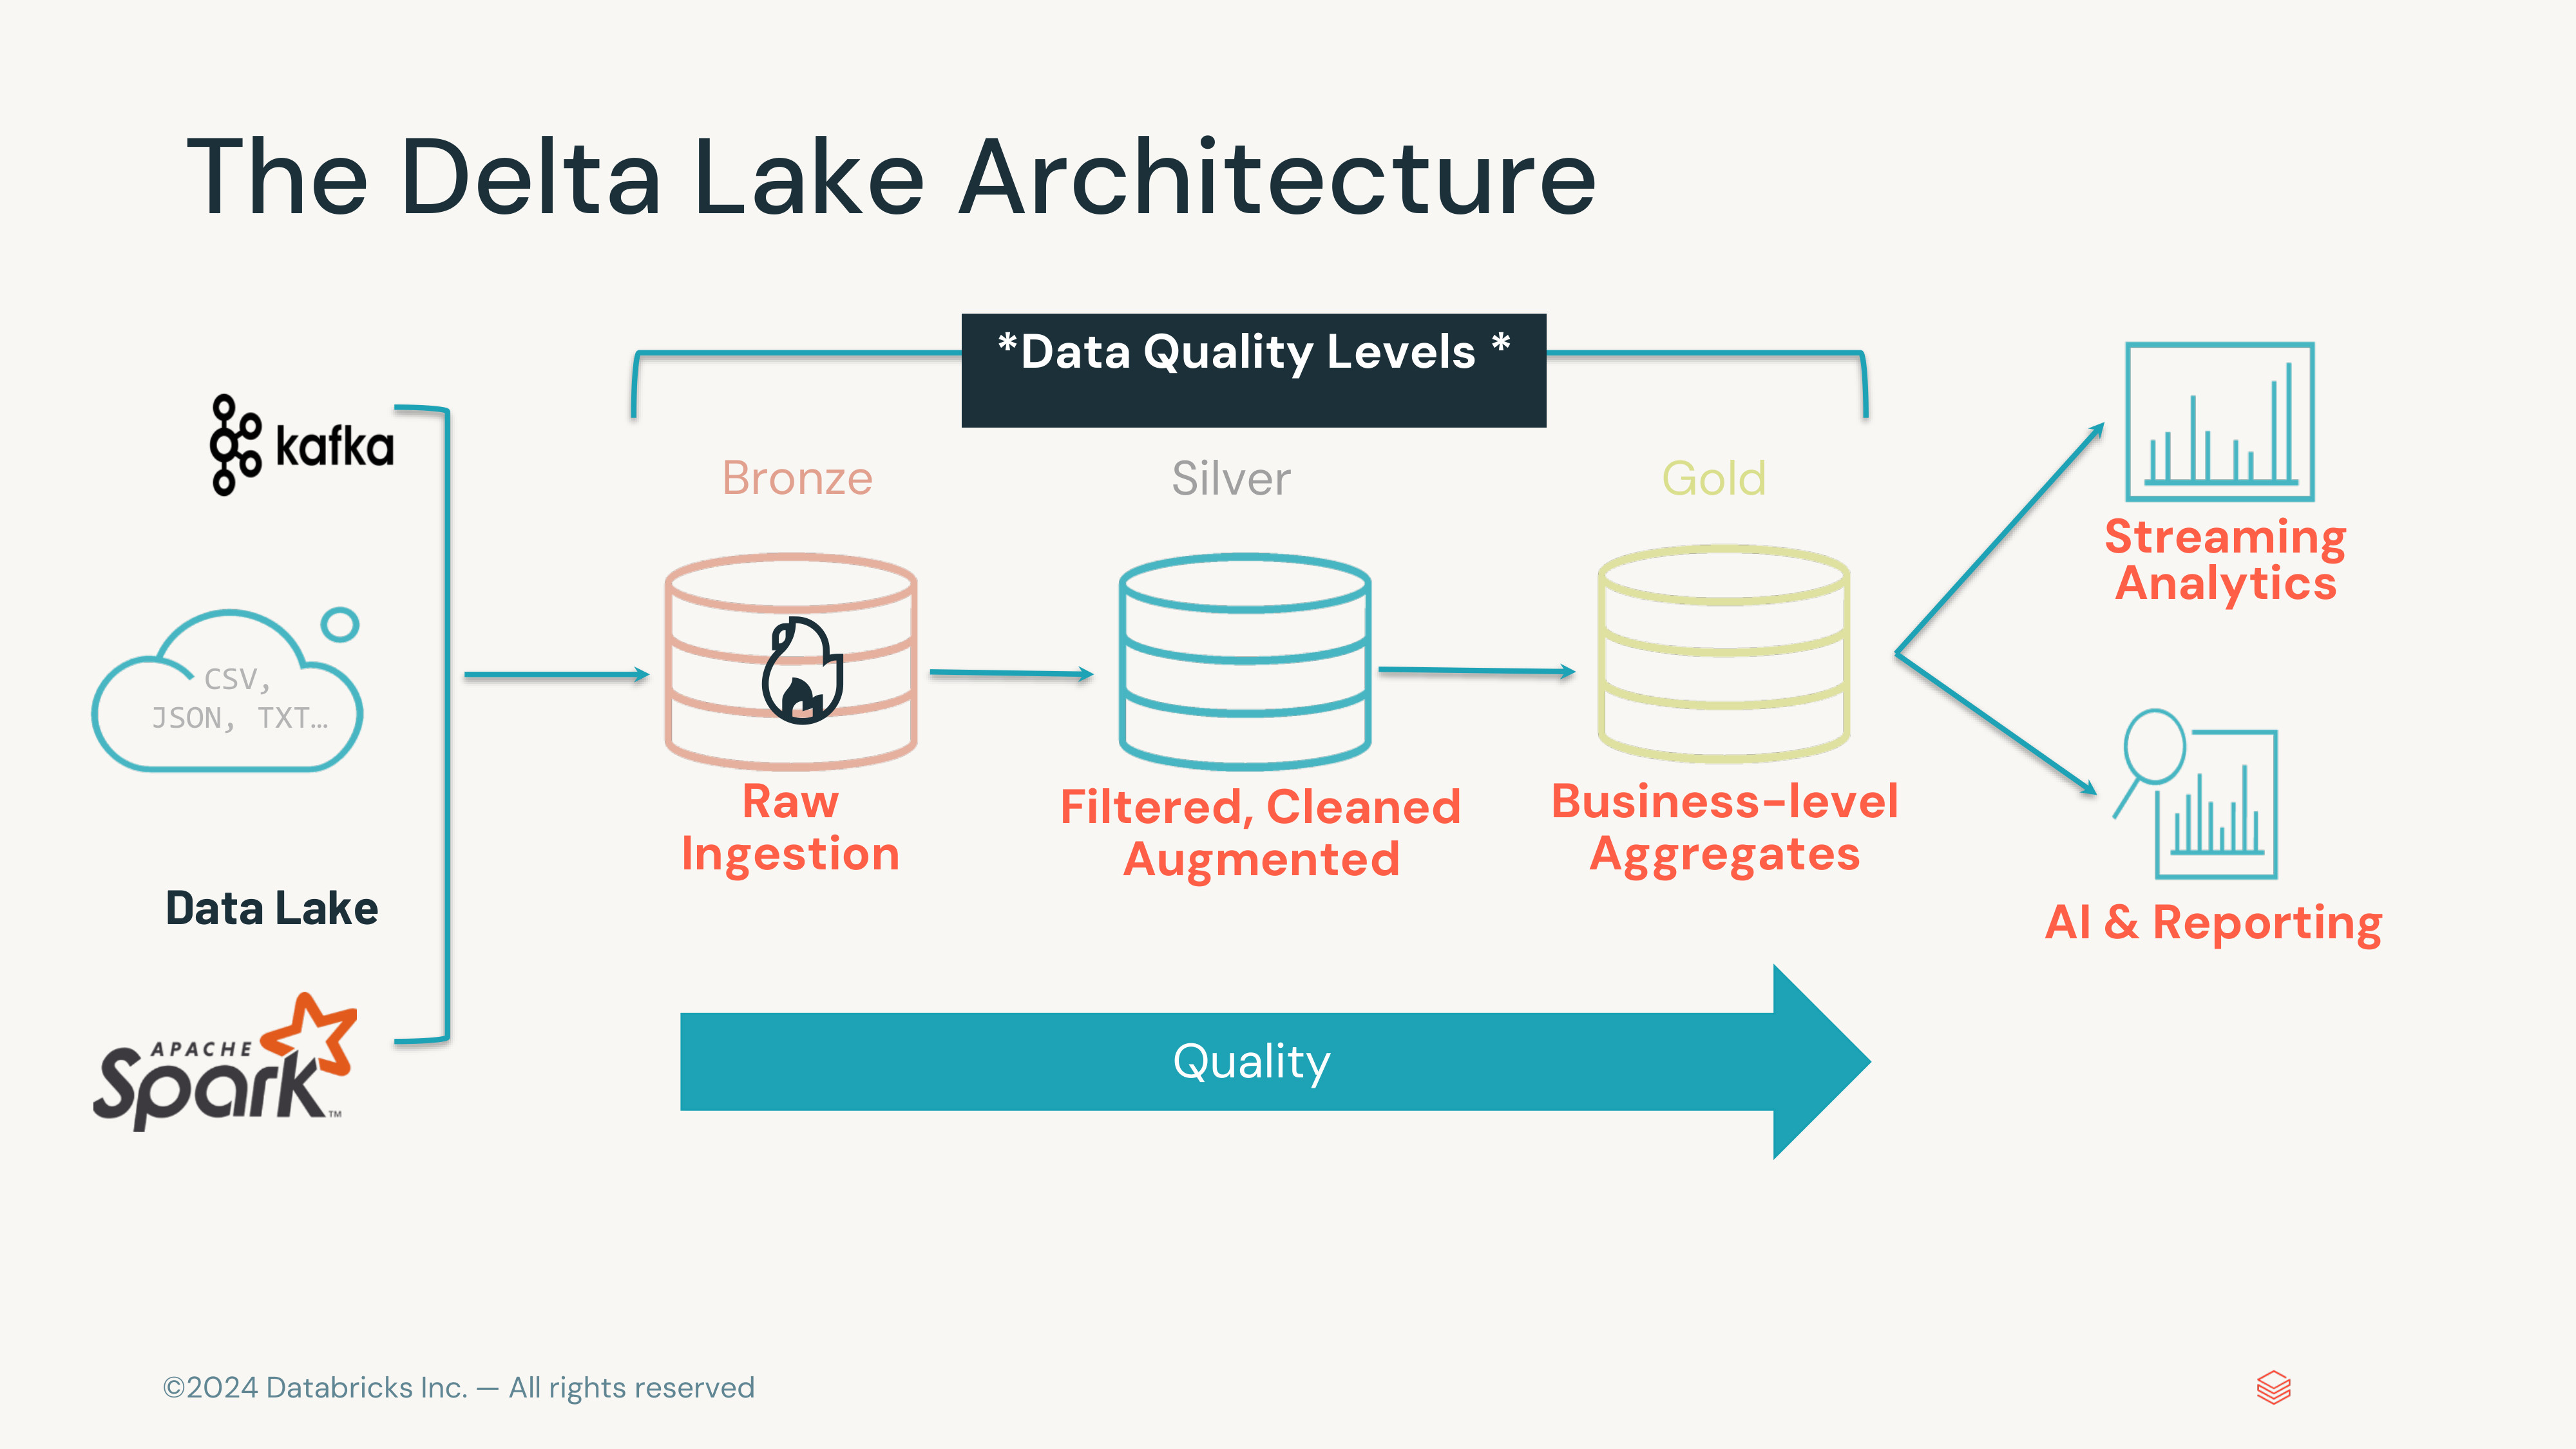 The Delta Lake Architecture
*Data Quality Levels *
kafka
Bronze
Silver
Gold
CSV,
JSON, TXT…
Streaming
Analytics
Raw
Ingestion
Filtered, Cleaned
Augmented
Business-level
Aggregates
Data Lake
AI & Reporting
APACHE
Spark™
Quality
©2024 Databricks Inc. — All rights reserved